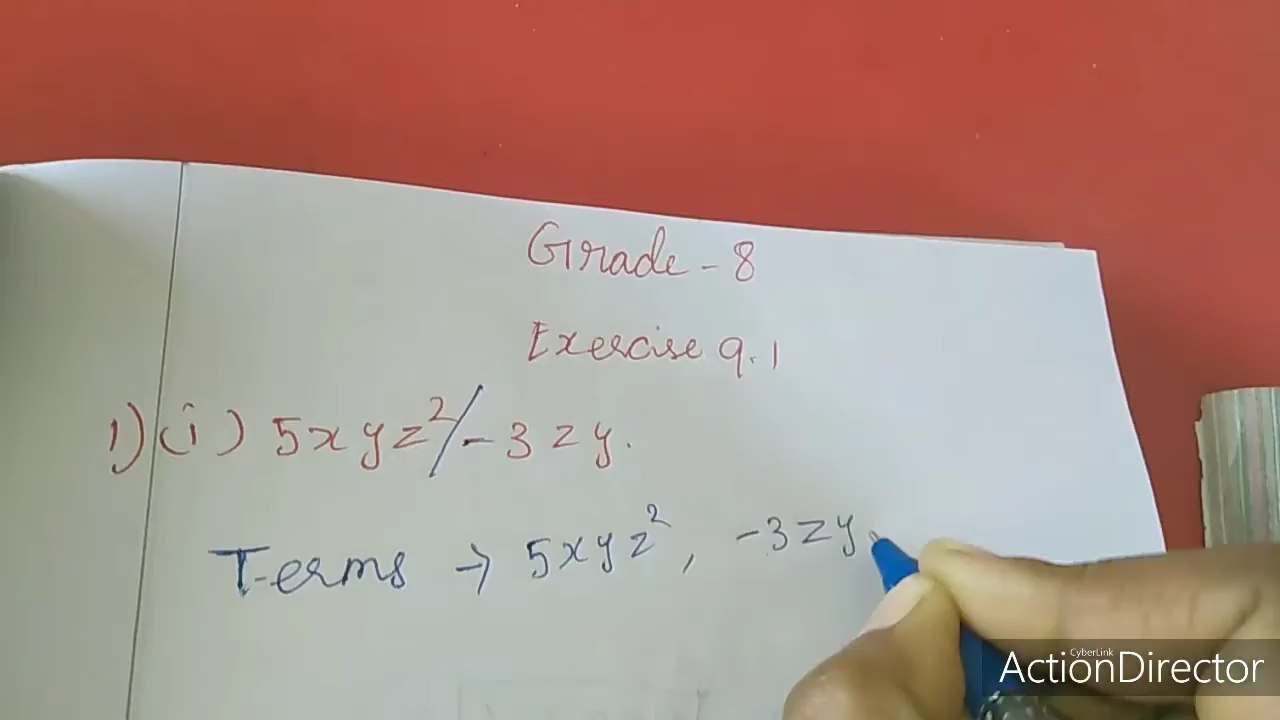 Grade - 8
Exercise 9.1
1) (i) 5xyz²/- 3zy.
Terms → 5xyz², -3zy
CyberLink
ActionDirector